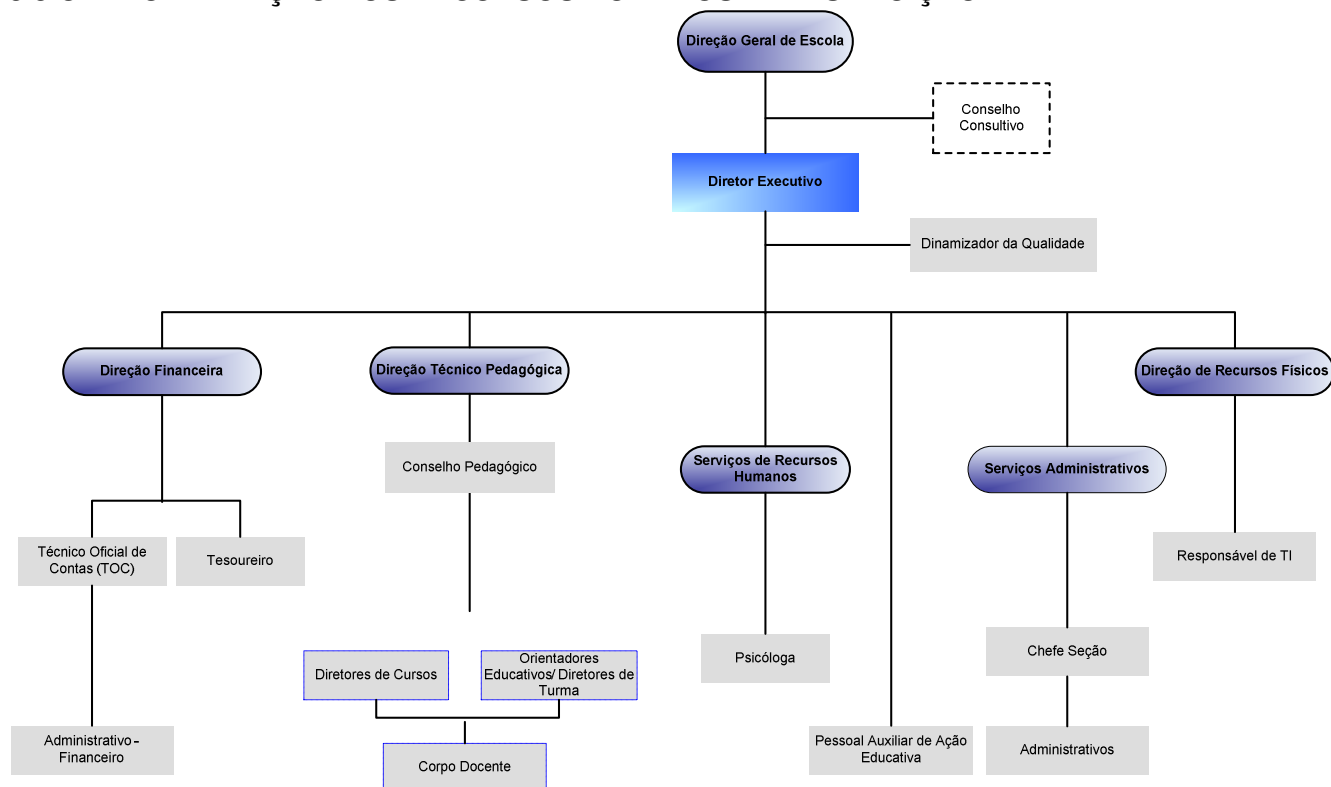 Direção Geral de Escola
Conselho
Consultivo
Diretor Executivo
Dinamizador da Qualidade
Direção Financeira
Direção Técnico Pedagógica
Direção de Recursos Físicos
Conselho Pedagógico
Serviços de Recursos
Humanos
Serviços Administrativos
Técnico Oficial de
Contas (TOC)
Tesoureiro
Responsável de TI
Diretores de Cursos
Orientadores
Educativos/ Diretores de
Turma
Psicóloga
Chefe Seção
Administrativo –
Financeiro
Corpo Docente
Pessoal Auxiliar de Ação
Educativa
Administrativos